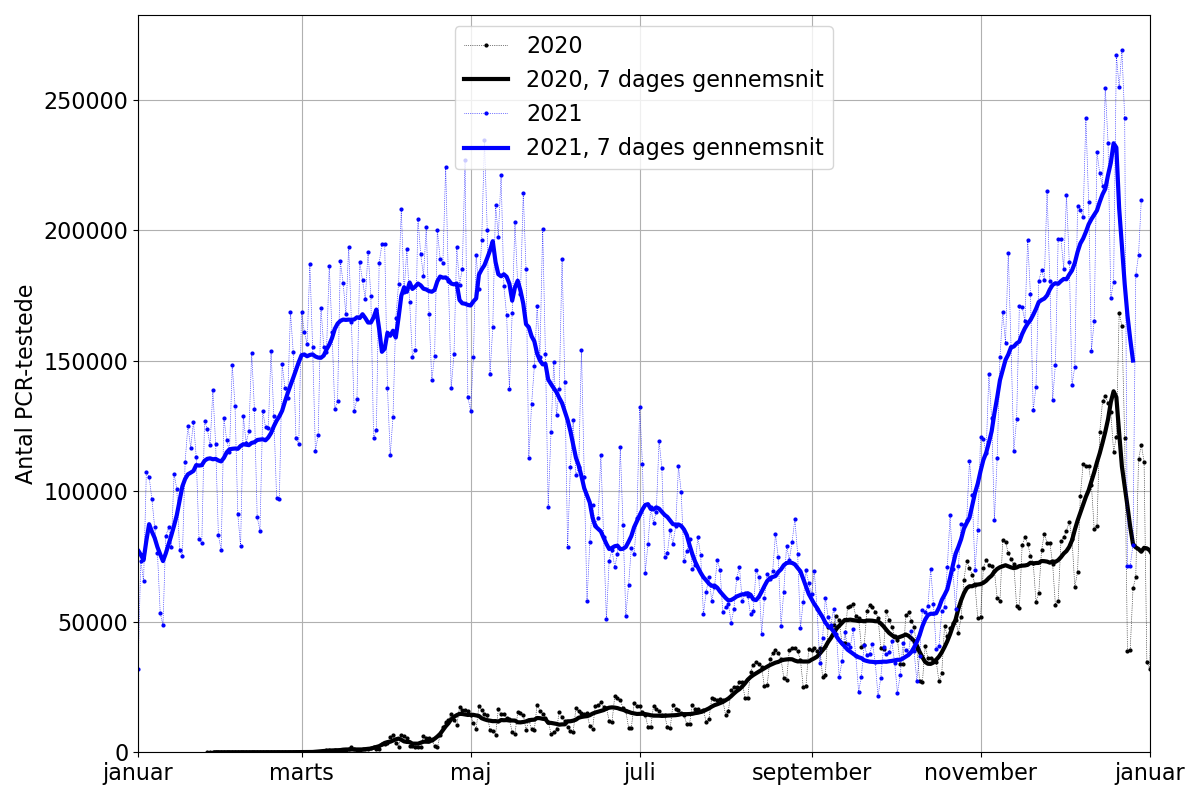 2020
2020, 7 dages gennemsnit
2021
2021, 7 dages gennemsnit
Antal PCR-testede
250000
200000
150000
100000
50000
0
januar
marts
maj
juli
september
november
januar